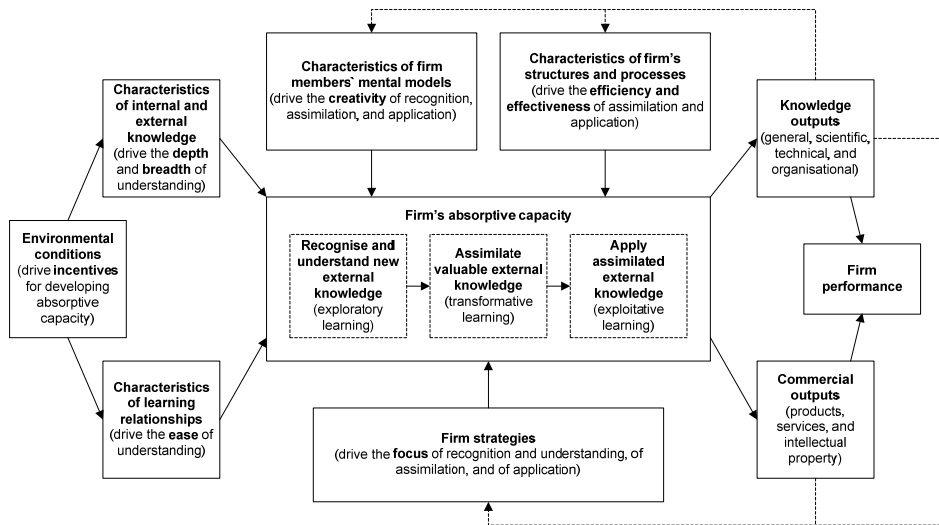 Characteristics of firm
members` mental models
(drive the creativity of recognition,
assimilation, and application)
Characteristics of firm's
structures and processes
(drive the efficiency and
effectiveness of assimilation and
application)
Characteristics
of internal and
external
knowledge
(drive the depth
and breadth of
understanding)
Knowledge
outputs
(general, scientific,
technical, and
organisational)
Environmental
conditions
(drive incentives
for developing
absorptive
capacity)
Firm's absorptive capacity
Recognise and
understand new
external
knowledge
(exploratory
learning)
Assimilate
valuable external
knowledge
(transformative
learning)
Apply
assimilated
external
knowledge
(exploitative
learning)
Firm
performance
Characteristics
of learning
relationships
(drive the ease of
understanding)
Firm strategies
(drive the focus of recognition and understanding, of
assimilation, and of application)
Commercial
outputs
(products,
services, and
intellectual
property)